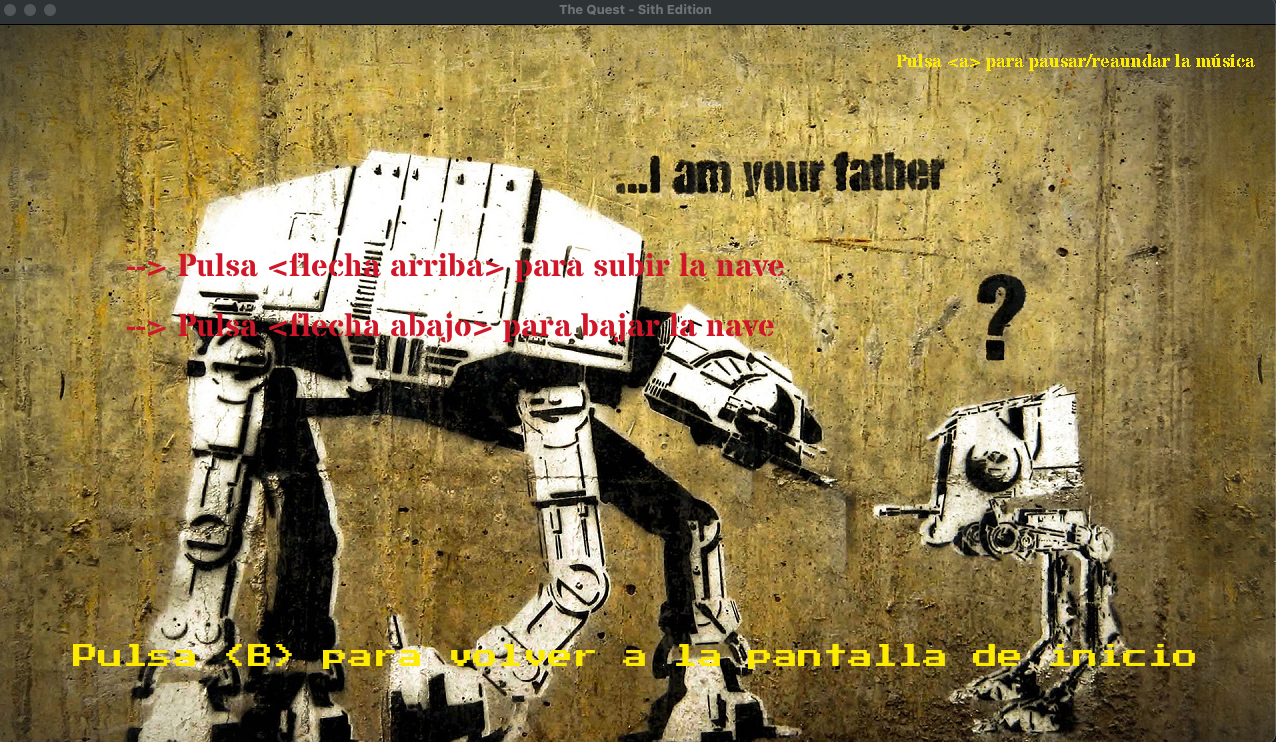 The Quest - Sith Edition
Pulsa <a> para pausar/reaundar la música
...I am your father
--> Pulsa <flecha arriba> para subir la nave
?
--> Pulsa <flecha abajo> para bajar la nave
Pulsa <B> para volver a la pantalla de inicio